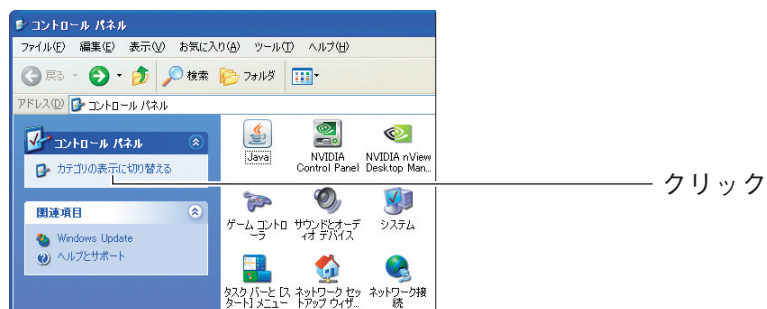 コントロール パネル
ファイル(F) 編集(E) 表示(V) お気に入り(A) ツール(T) ヘルプ(H)
戻る 検索 フォルダ
アドレス(D) コントロール パネル
コントロール パネル
カテゴリの表示に切り替える
関連項目
Windows Update
ヘルプとサポート
Java
NVIDIA
Control Panel
NVIDIA nView
Desktop Man...
ゲーム コントロ
ーラ
サウンドとオーデ
ィオ デバイス
システム
タスク バーと [ス
タート] メニュー
ネットワーク セッ
トアップ ウィザ...
ネットワーク接
続
クリック